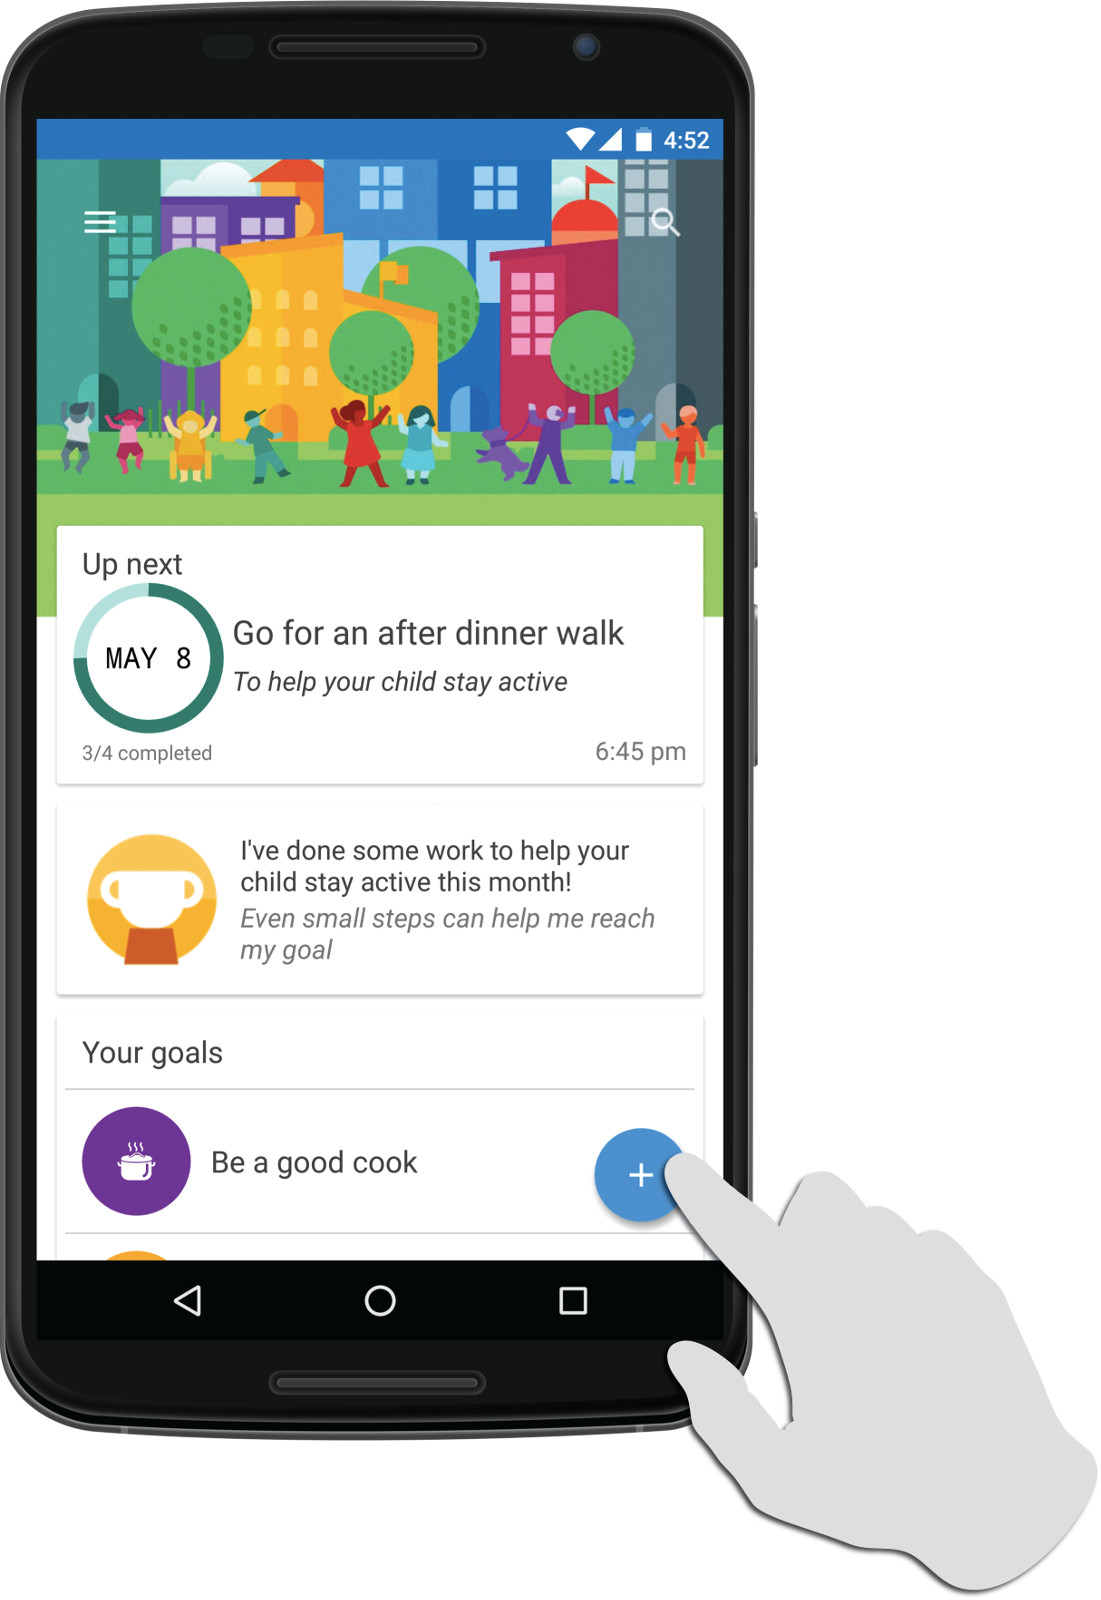 4:52
Up next
MAY 8
Go for an after dinner walk
To help your child stay active
3/4 completed
6:45 pm
I've done some work to help your
child stay active this month!
Even small steps can help me reach
my goal
Your goals
Be a good cook
+